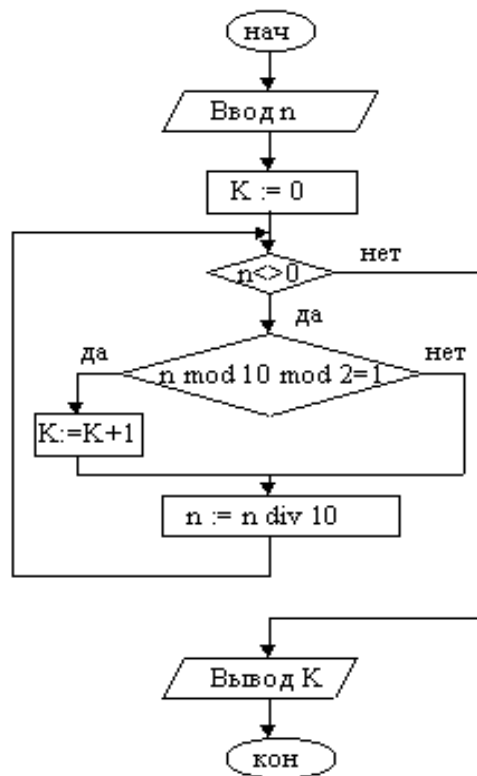 нач
Ввод n
K := 0
n<>0
нет
да
да
n mod 10 mod 2=1
нет
K:=K+1
n := n div 10
Вывод K
кон